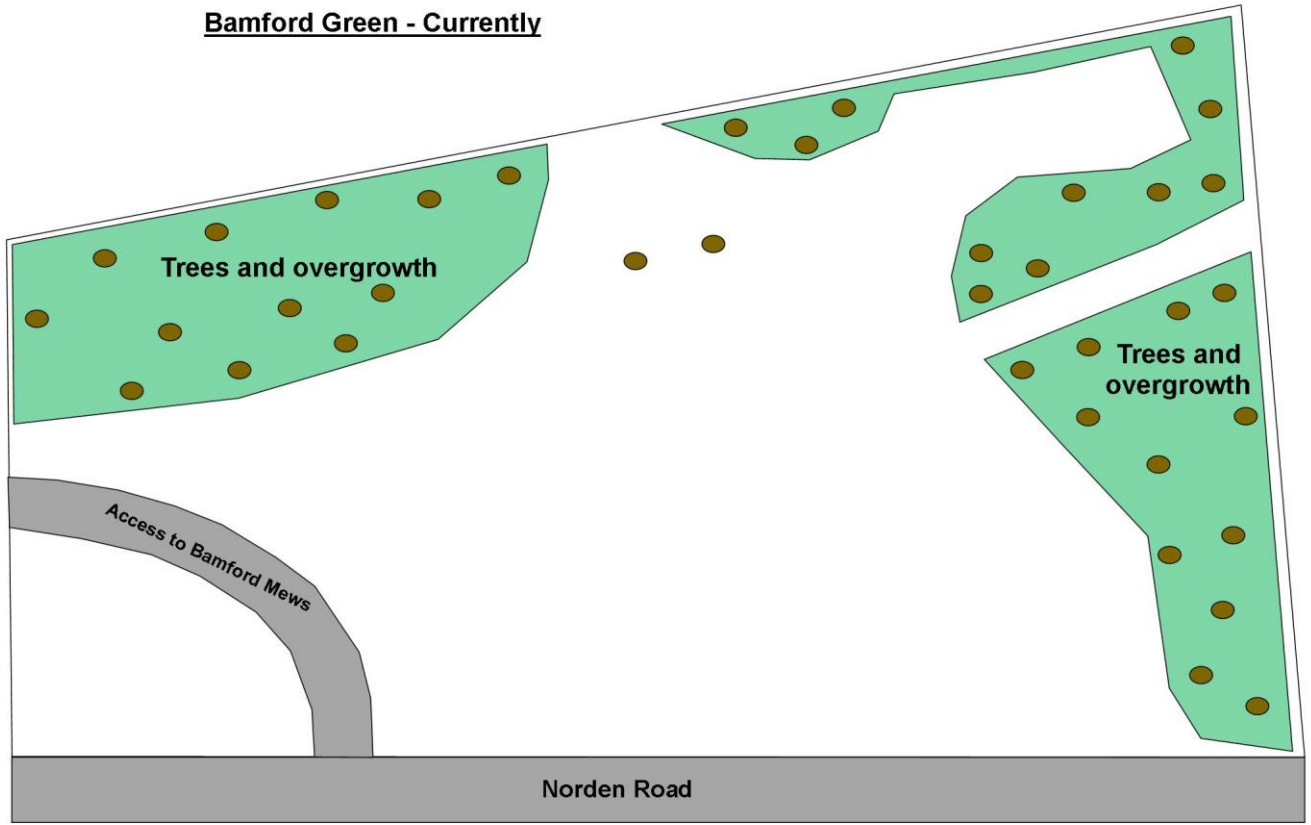 Bamford Green - Currently
Trees and overgrowth
Trees and
overgrowth
Access to Bamford Mews
Norden Road